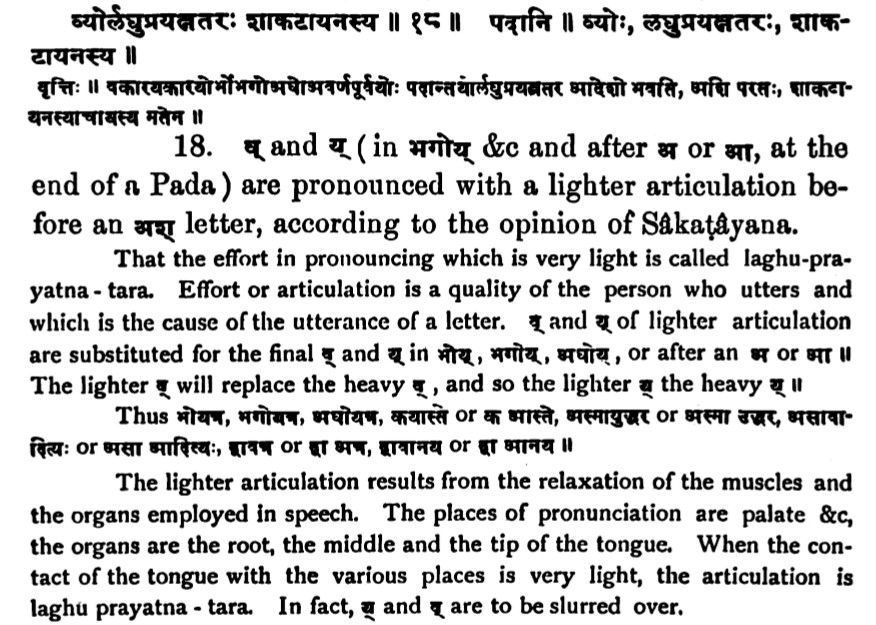 व्योर्लघुप्रयत्नतरः शाकटायनस्य ॥ १८ ॥ पदानि ॥ व्योः, लघुप्रयत्नतरः, शाक-
टायनस्य ॥
वृत्तिः ॥ वकारयकारयोर्भोभगोअघोअवर्णपूर्वयोः पदान्तयोर्लघुप्रयत्नतर आदेशो भवति, अशि परतः, शाकटा-
यनस्याचार्यस्य मतेन ॥
18. व् and य् ( in भगोय् &c and after अ or आ, at the
end of a Pada ) are pronounced with a lighter articulation be-
fore an अश् letter, according to the opinion of Sâkaṭâyana.
That the effort in pronouncing which is very light is called laghu-pra-
yatna - tara. Effort or articulation is a quality of the person who utters and
which is the cause of the utterance of a letter. व् and य् of lighter articulation
are substituted for the final व् and य् in भोय्, भगोय्, अघोय्, or after an अ or आ ॥
The lighter व् will replace the heavy व्, and so the lighter य् the heavy य् ॥
Thus भोयत्र, भगोयत्र, अघोयत्र, कयास्ते or क आस्ते, अस्मायुद्धर or अस्मा उद्धर, असावा-
दित्यः or असा आदित्यः, द्वावत्र or द्वा अत्र, द्वावानय or द्वा आनय ॥
The lighter articulation results from the relaxation of the muscles and
the organs employed in speech. The places of pronunciation are palate &c,
the organs are the root, the middle and the tip of the tongue. When the con-
tact of the tongue with the various places is very light, the articulation is
laghu prayatna - tara. In fact, य् and व् are to be slurred over.